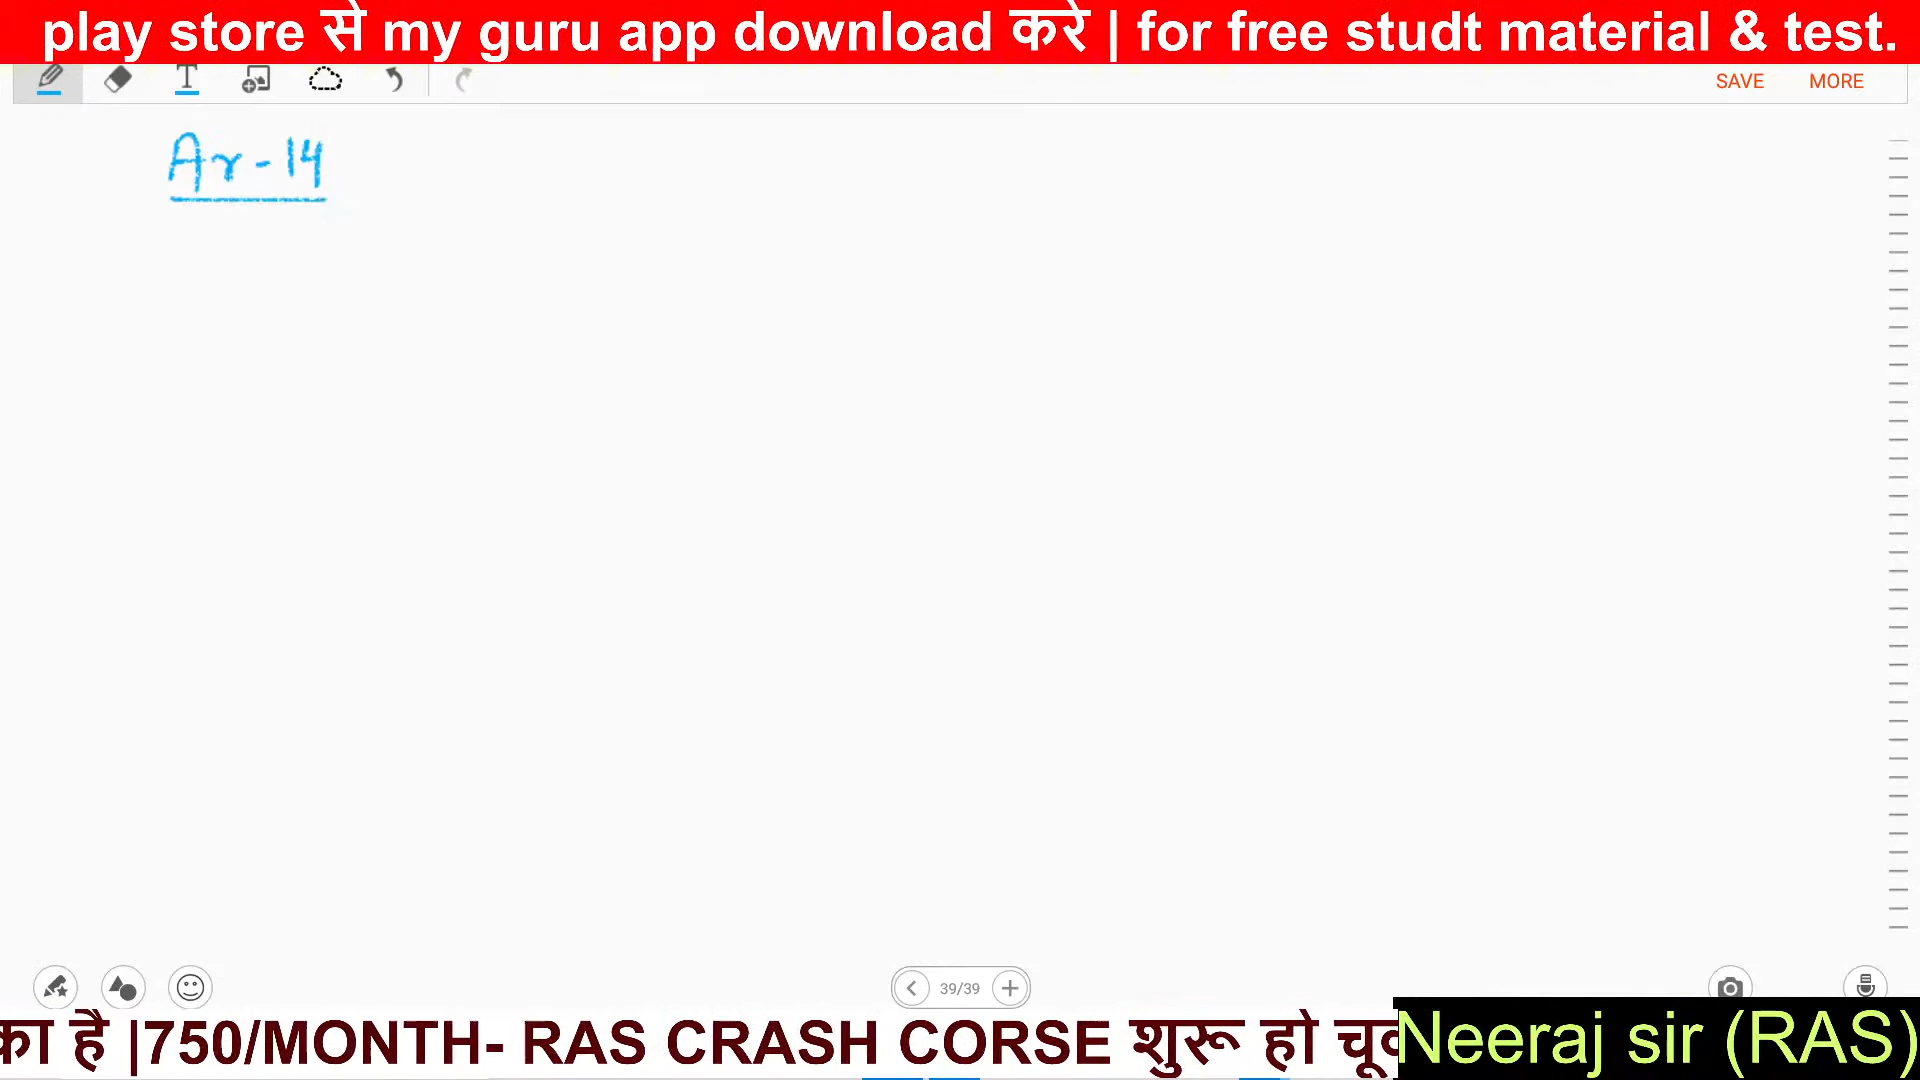 play store से my guru app download करे | for free studt material & test.
T
SAVE MORE
Ar-14
39/39
का है |750/MONTH- RAS CRASH CORSE शुरू हो चूक
Neeraj sir (RAS)